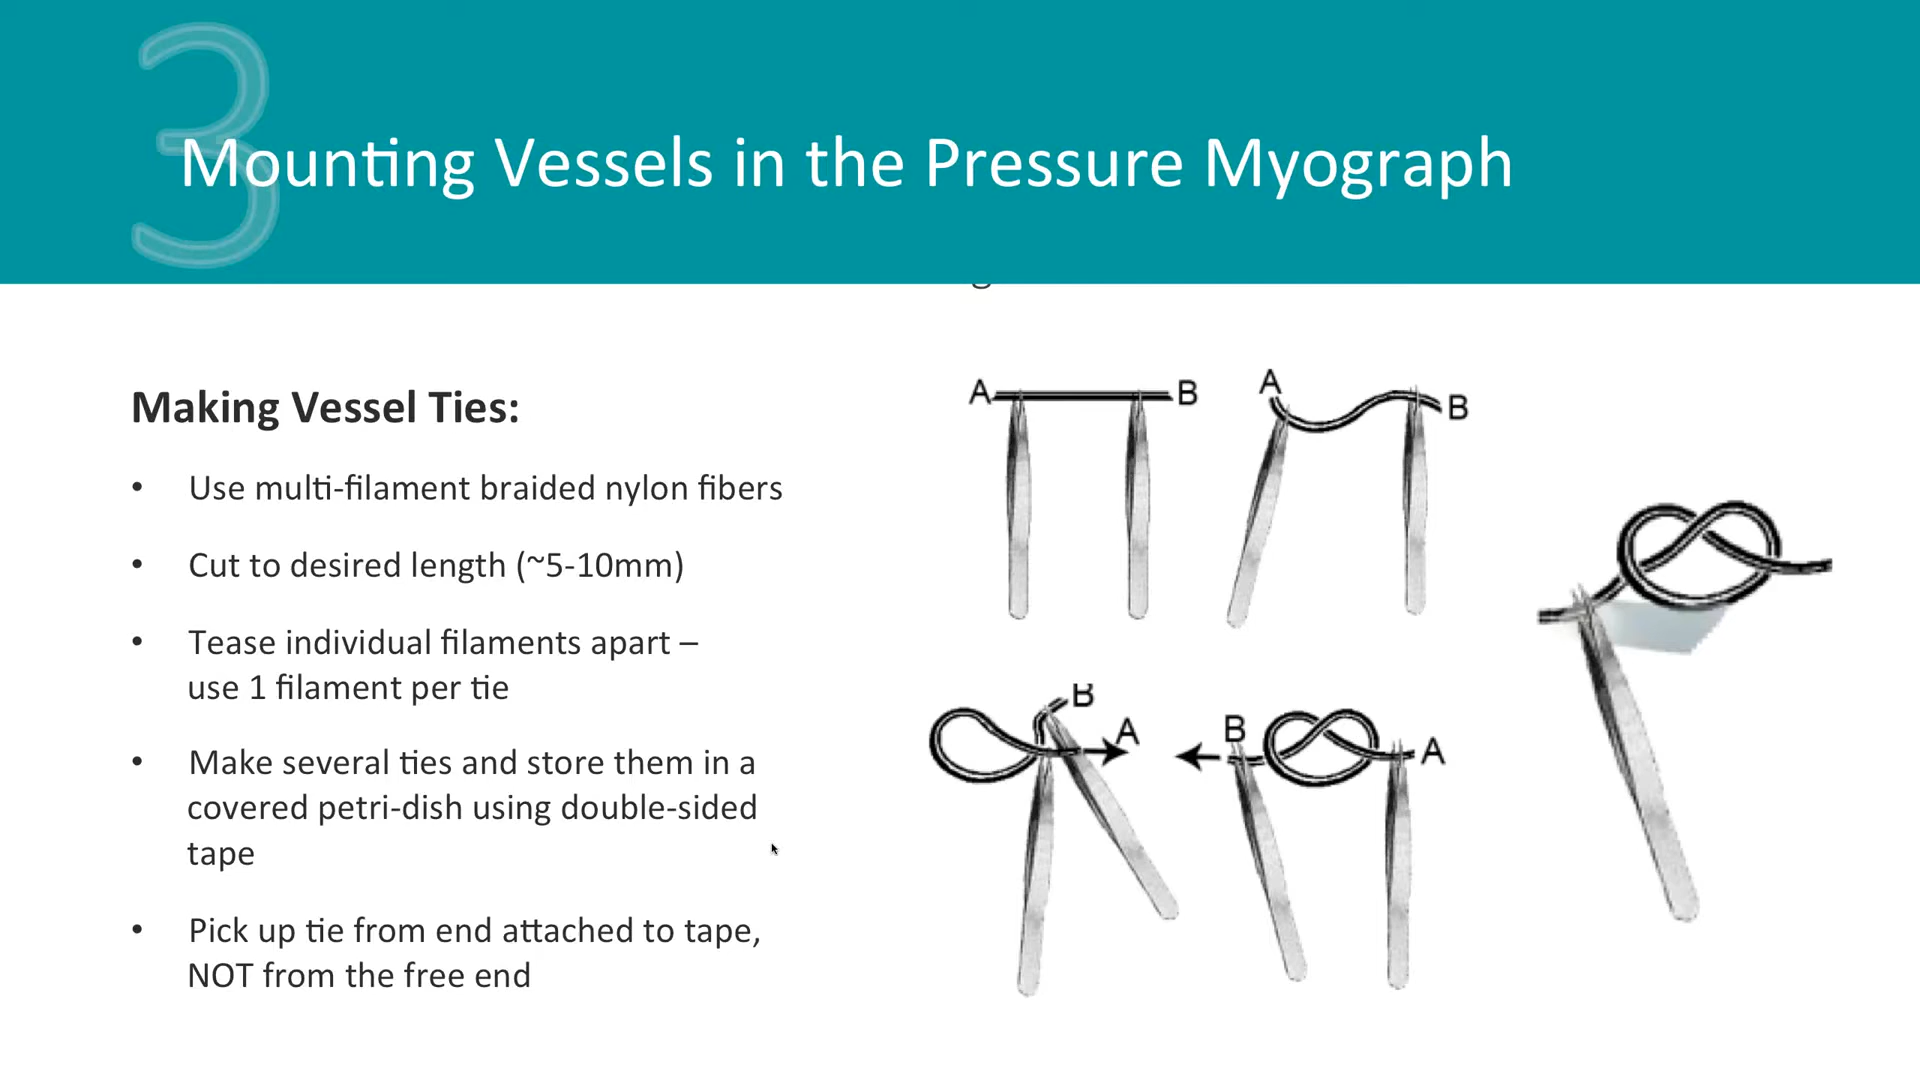 3
Mounting Vessels in the Pressure Myograph
Making Vessel Ties:
• Use multi-filament braided nylon fibers
• Cut to desired length (~5-10mm)
• Tease individual filaments apart –
use 1 filament per tie
• Make several ties and store them in a
covered petri-dish using double-sided
tape
• Pick up tie from end attached to tape,
NOT from the free end
A B
A B
B A
B A